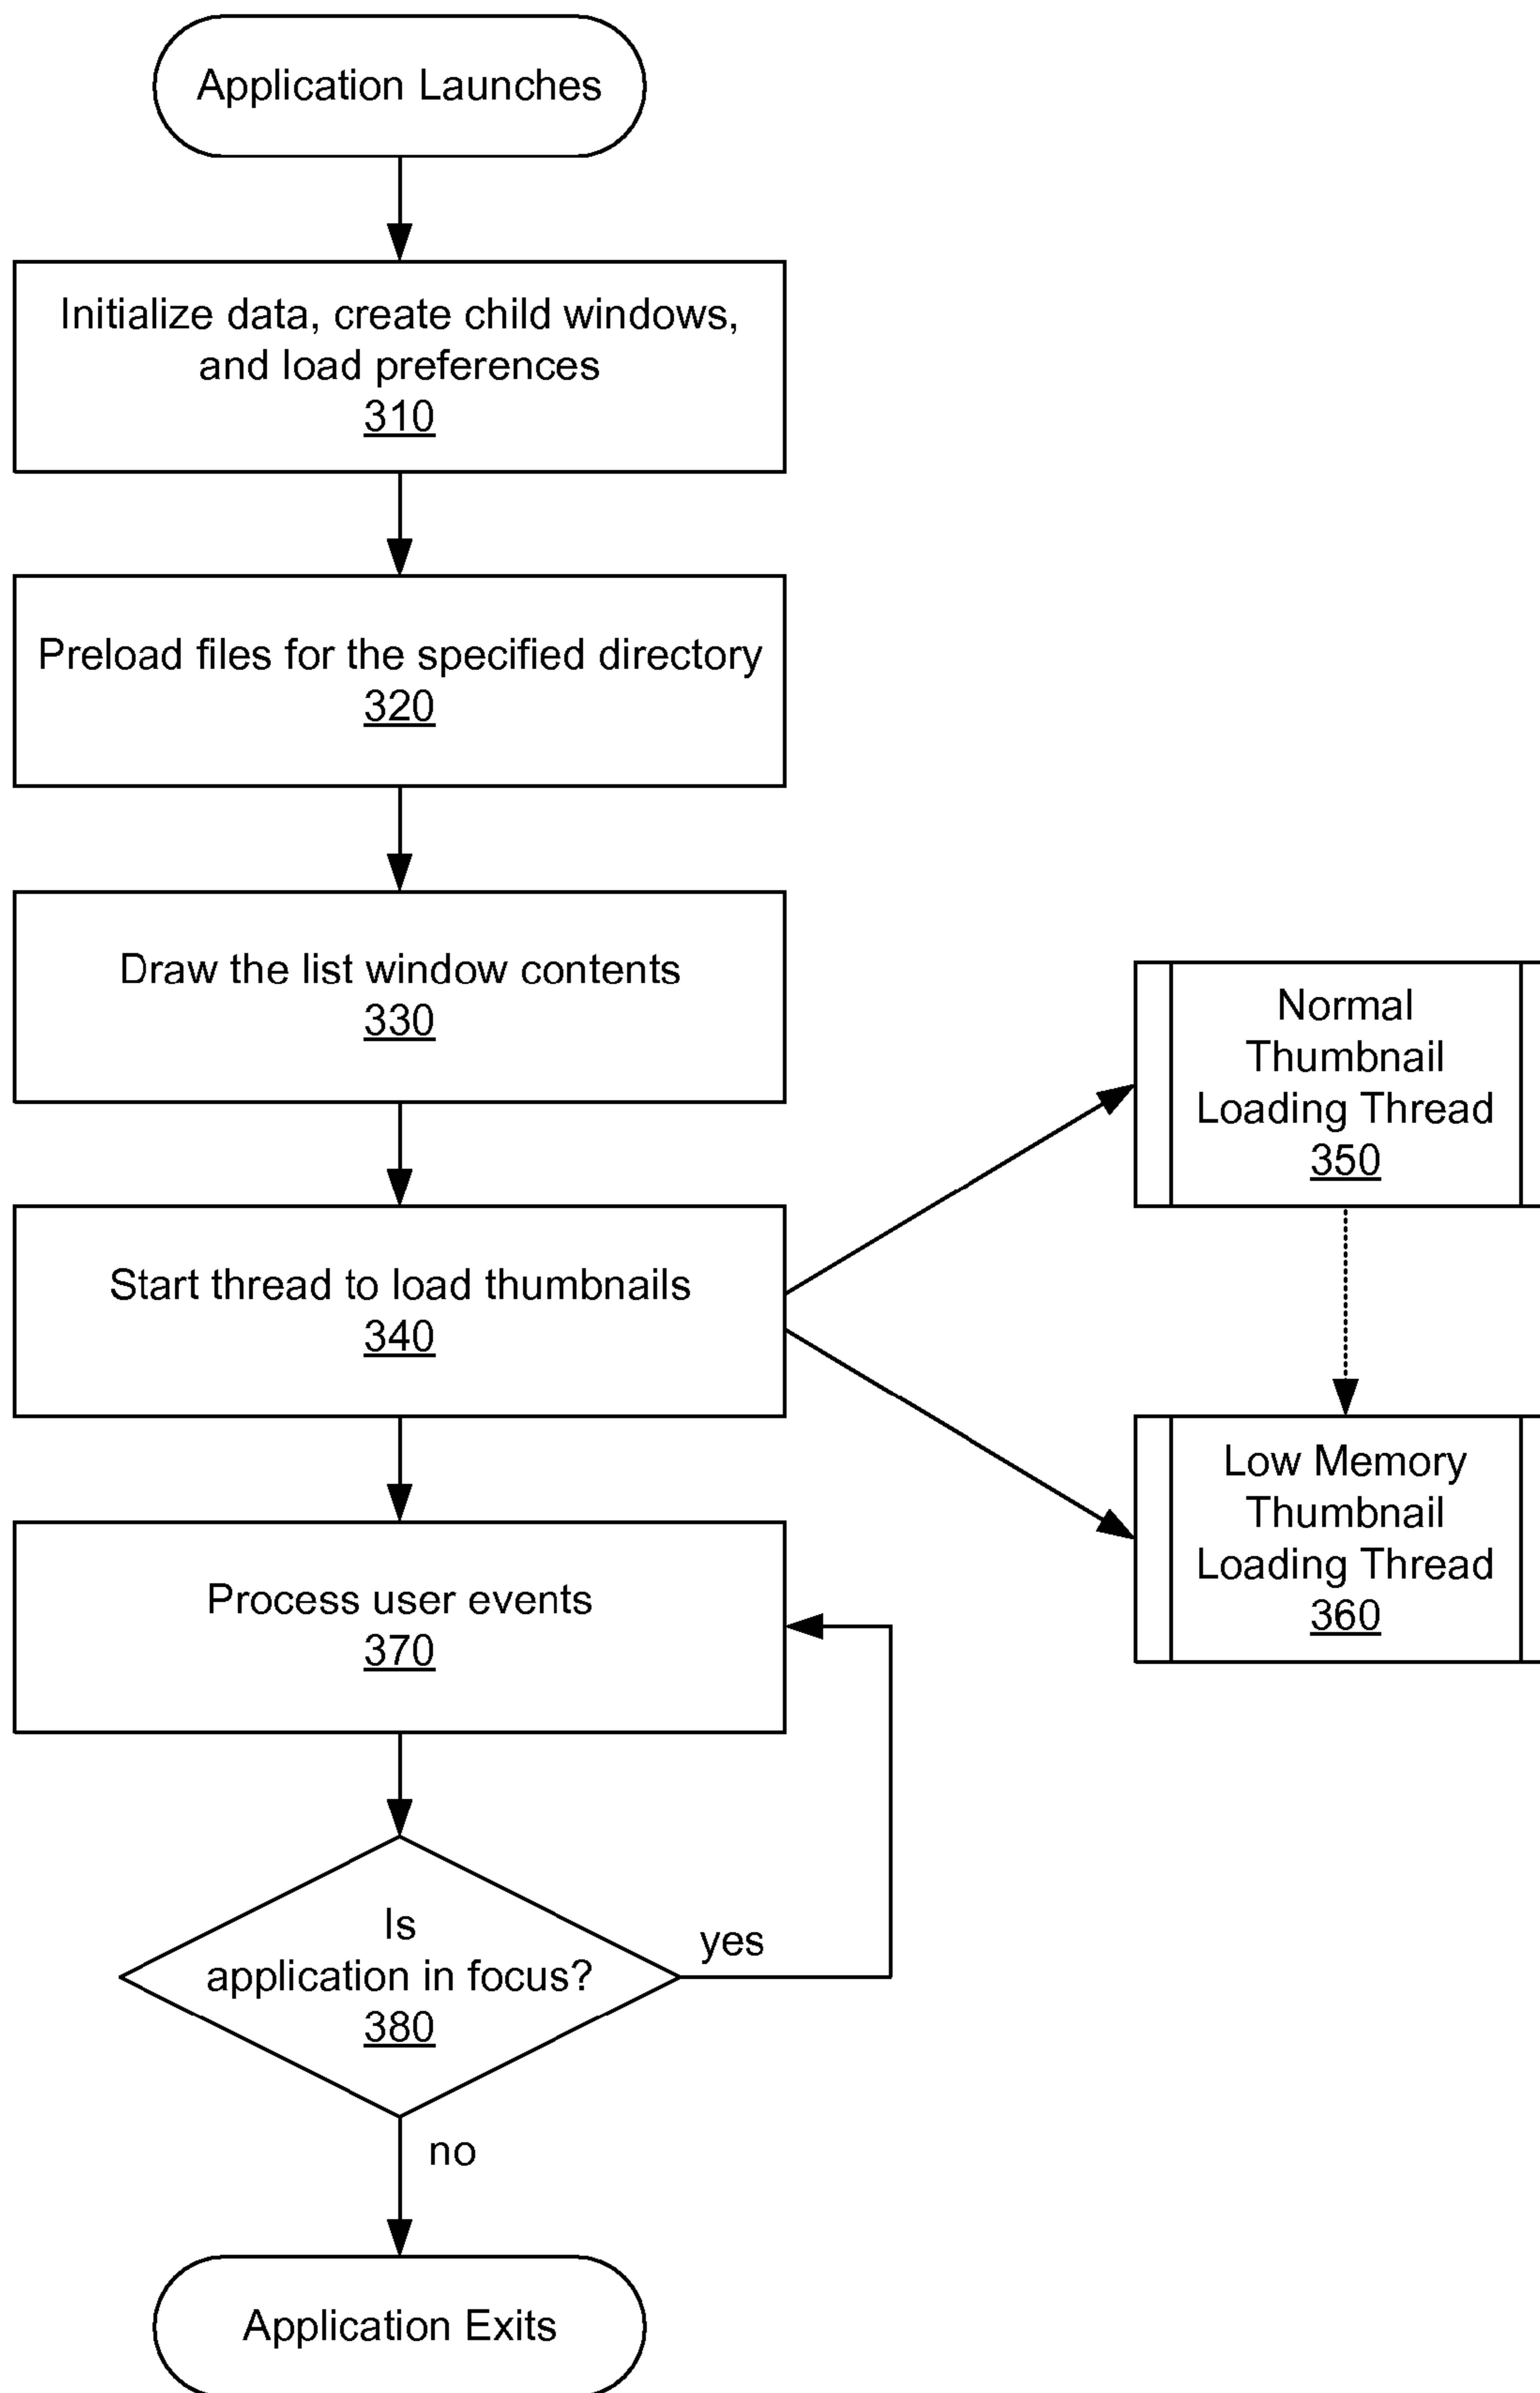 Application Launches
Initialize data, create child windows,
and load preferences
310
Preload files for the specified directory
320
Draw the list window contents
330
Normal
Thumbnail
Loading Thread
350
Start thread to load thumbnails
340
Low Memory
Thumbnail
Loading Thread
360
Process user events
370
Is
application in focus?
380
yes
no
Application Exits